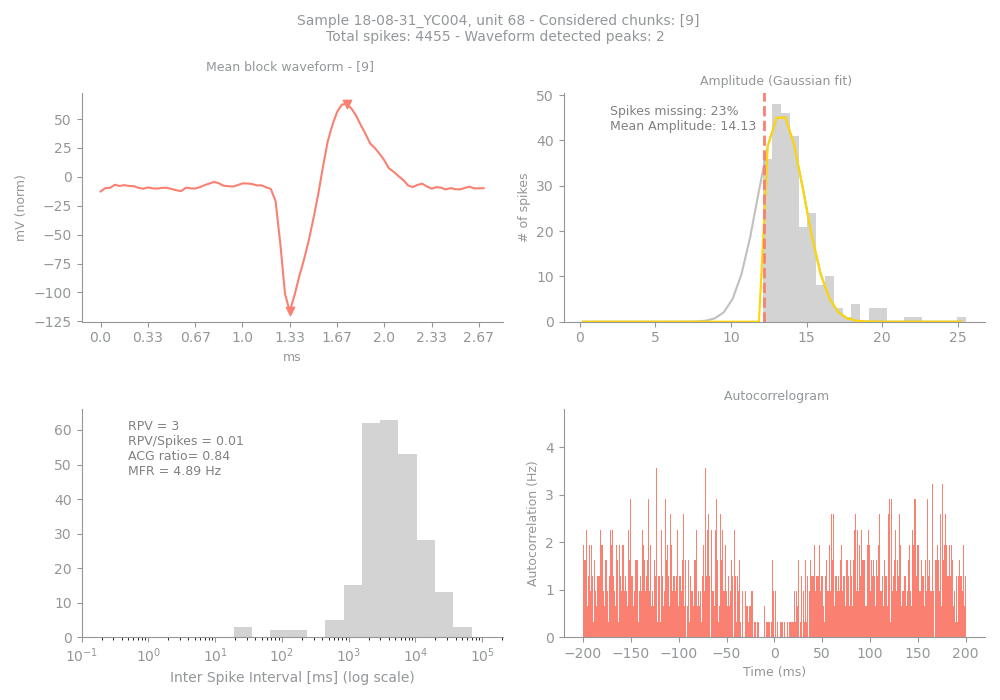 Sample 18-08-31_YC004, unit 68 - Considered chunks: [9]
Total spikes: 4455 - Waveform detected peaks: 2
Mean block waveform - [9]
mV (norm)
50
25
0
−25
−50
−75
−100
−125
0.0 0.33 0.67 1.0 1.33 1.67 2.0 2.33 2.67
ms
Amplitude (Gaussian fit)
Spikes missing: 23%
Mean Amplitude: 14.13
# of spikes
50
40
30
20
10
0
0 5 10 15 20 25
RPV = 3
RPV/Spikes = 0.01
ACG ratio= 0.84
MFR = 4.89 Hz
60
50
40
30
20
10
0
10⁻¹ 10⁰ 10¹ 10² 10³ 10⁴ 10⁵
Inter Spike Interval [ms] (log scale)
Autocorrelogram
Autocorrelation (Hz)
4
3
2
1
0
−200 −150 −100 −50 0 50 100 150 200
Time (ms)